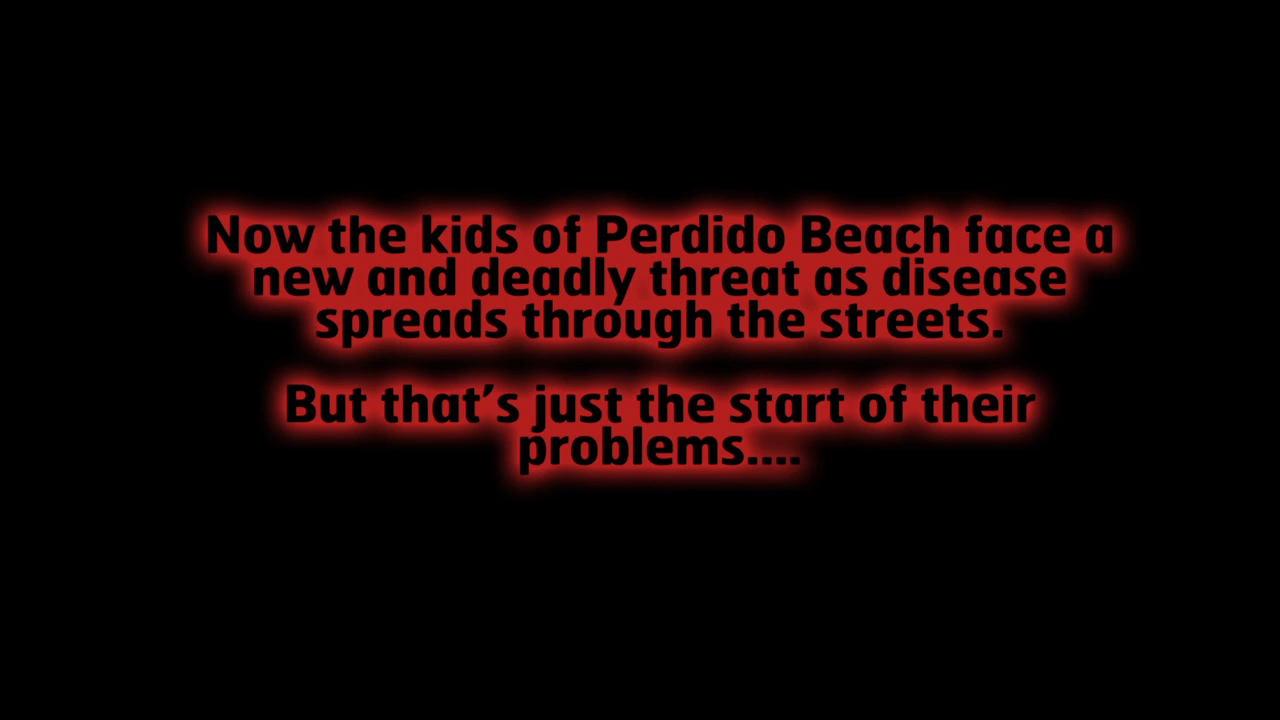 Now the kids of Perdido Beach face a
new and deadly threat as disease
spreads through the streets.
But that’s just the start of their
problems....